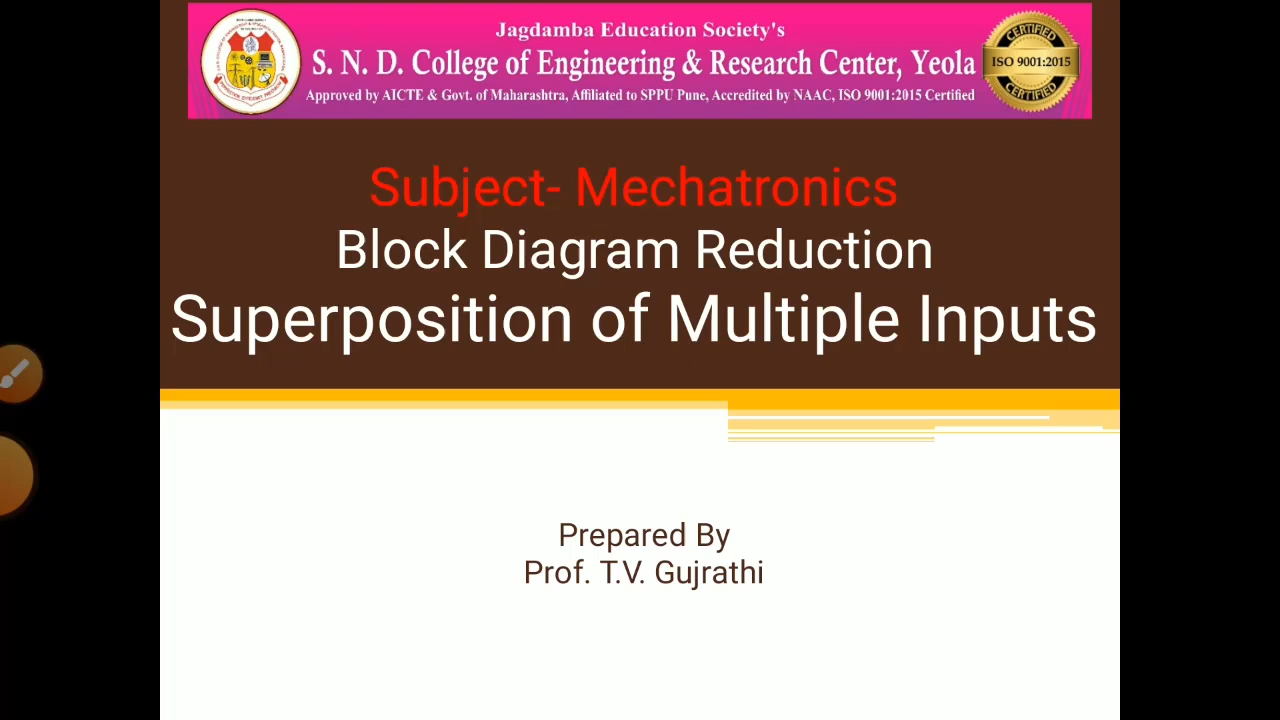 Jagdamba Education Society's
S. N. D. College of Engineering & Research Center, Yeola
Approved by AICTE & Govt. of Maharashtra, Affiliated to SPPU Pune, Accredited by NAAC, ISO 9001:2015 Certified
CERTIFIED
ISO 9001:2015
CERTIFIED
Subject- Mechatronics
Block Diagram Reduction
Superposition of Multiple Inputs
Prepared By
Prof. T.V. Gujrathi